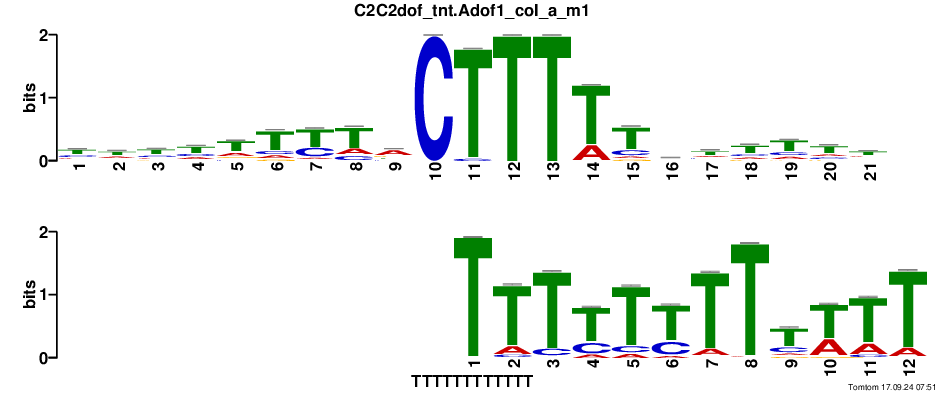 C2C2dof_tnt.Adof1_col_a_m1
2
bits
1
0
1 2 3 4 5 6 7 8 9 10 11 12 13 14 15 16 17 18 19 20 21
C T T T T A T
2
bits
1
0
T T T T T T T T T T T T
1 2 3 4 5 6 7 8 9 10 11 12
TTTTTTTTTTTT
Tomtom 17.09.24 07:51